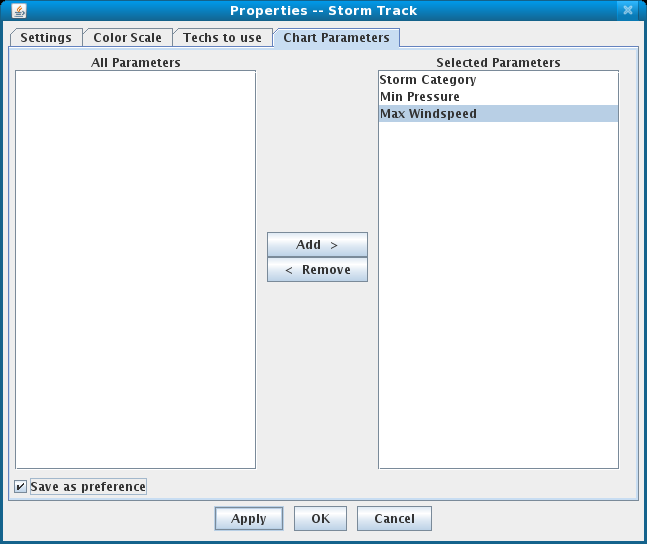 Properties -- Storm Track
Settings Color Scale Techs to use Chart Parameters
All Parameters
Selected Parameters
Storm Category
Min Pressure
Max Windspeed
Add >
< Remove
Save as preference
Apply OK Cancel